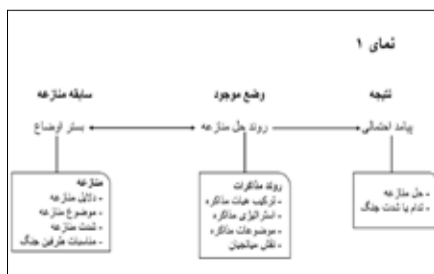 نمای ۱
نتیجه
وضع موجود
سابقه منازعه
پیامد احتمالی
روند حل منازعه
بستر اوضاع
- حل منازعه
- تدام یا شدت جنگ
روند مذاکرات
- ترکیب هیات مذاکره
- استراتیژی مذاکره
- موضوعات مذاکره
- نقش میانجیان
منازعه
- دلایل منازعه
- موضوع منازعه
- شدت منازعه
- مناسبات طرفین جنگ